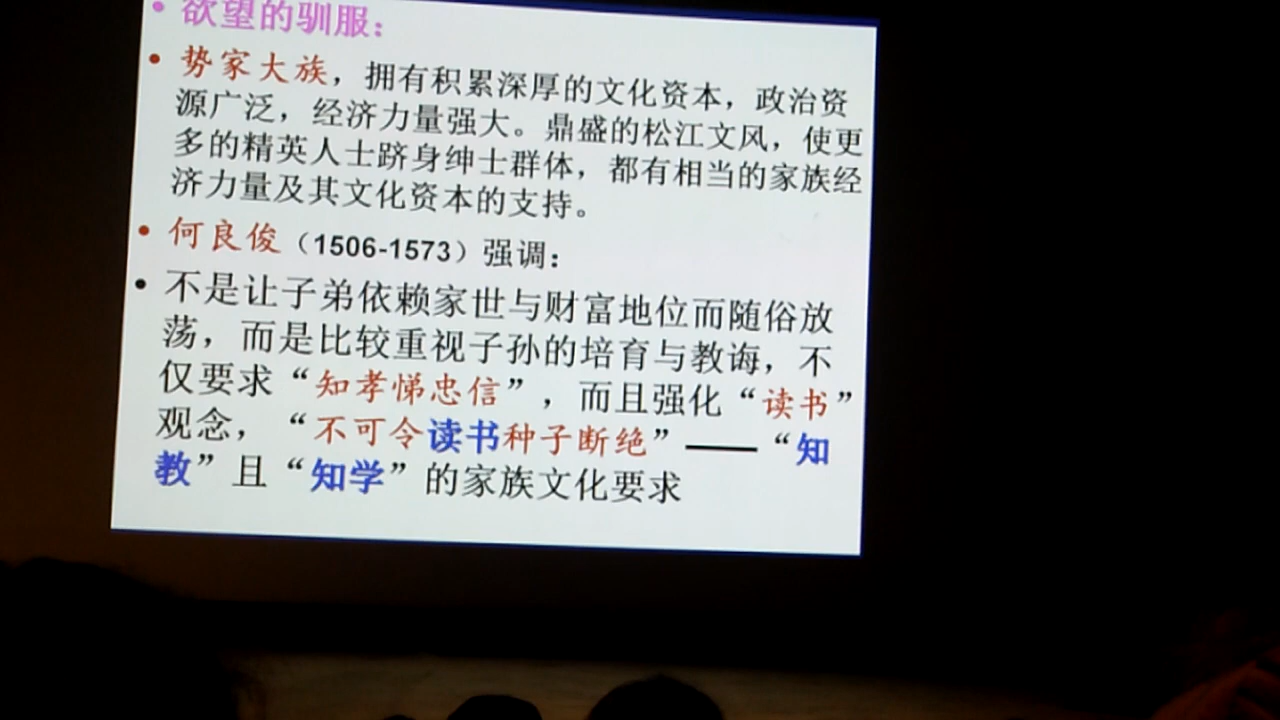 • 欲望的驯服：
• 势家大族，拥有积累深厚的文化资本，政治资
源广泛，经济力量强大。鼎盛的松江文风，使更
多的精英人士跻身绅士群体，都有相当的家族经
济力量及其文化资本的支持。
• 何良俊（1506-1573）强调：
• 不是让子弟依赖家世与财富地位而随俗放
荡，而是比较重视子孙的培育与教诲，不
仅要求“知孝悌忠信”，而且强化“读书”
观念，“不可令读书种子断绝”——“知
教”且“知学”的家族文化要求